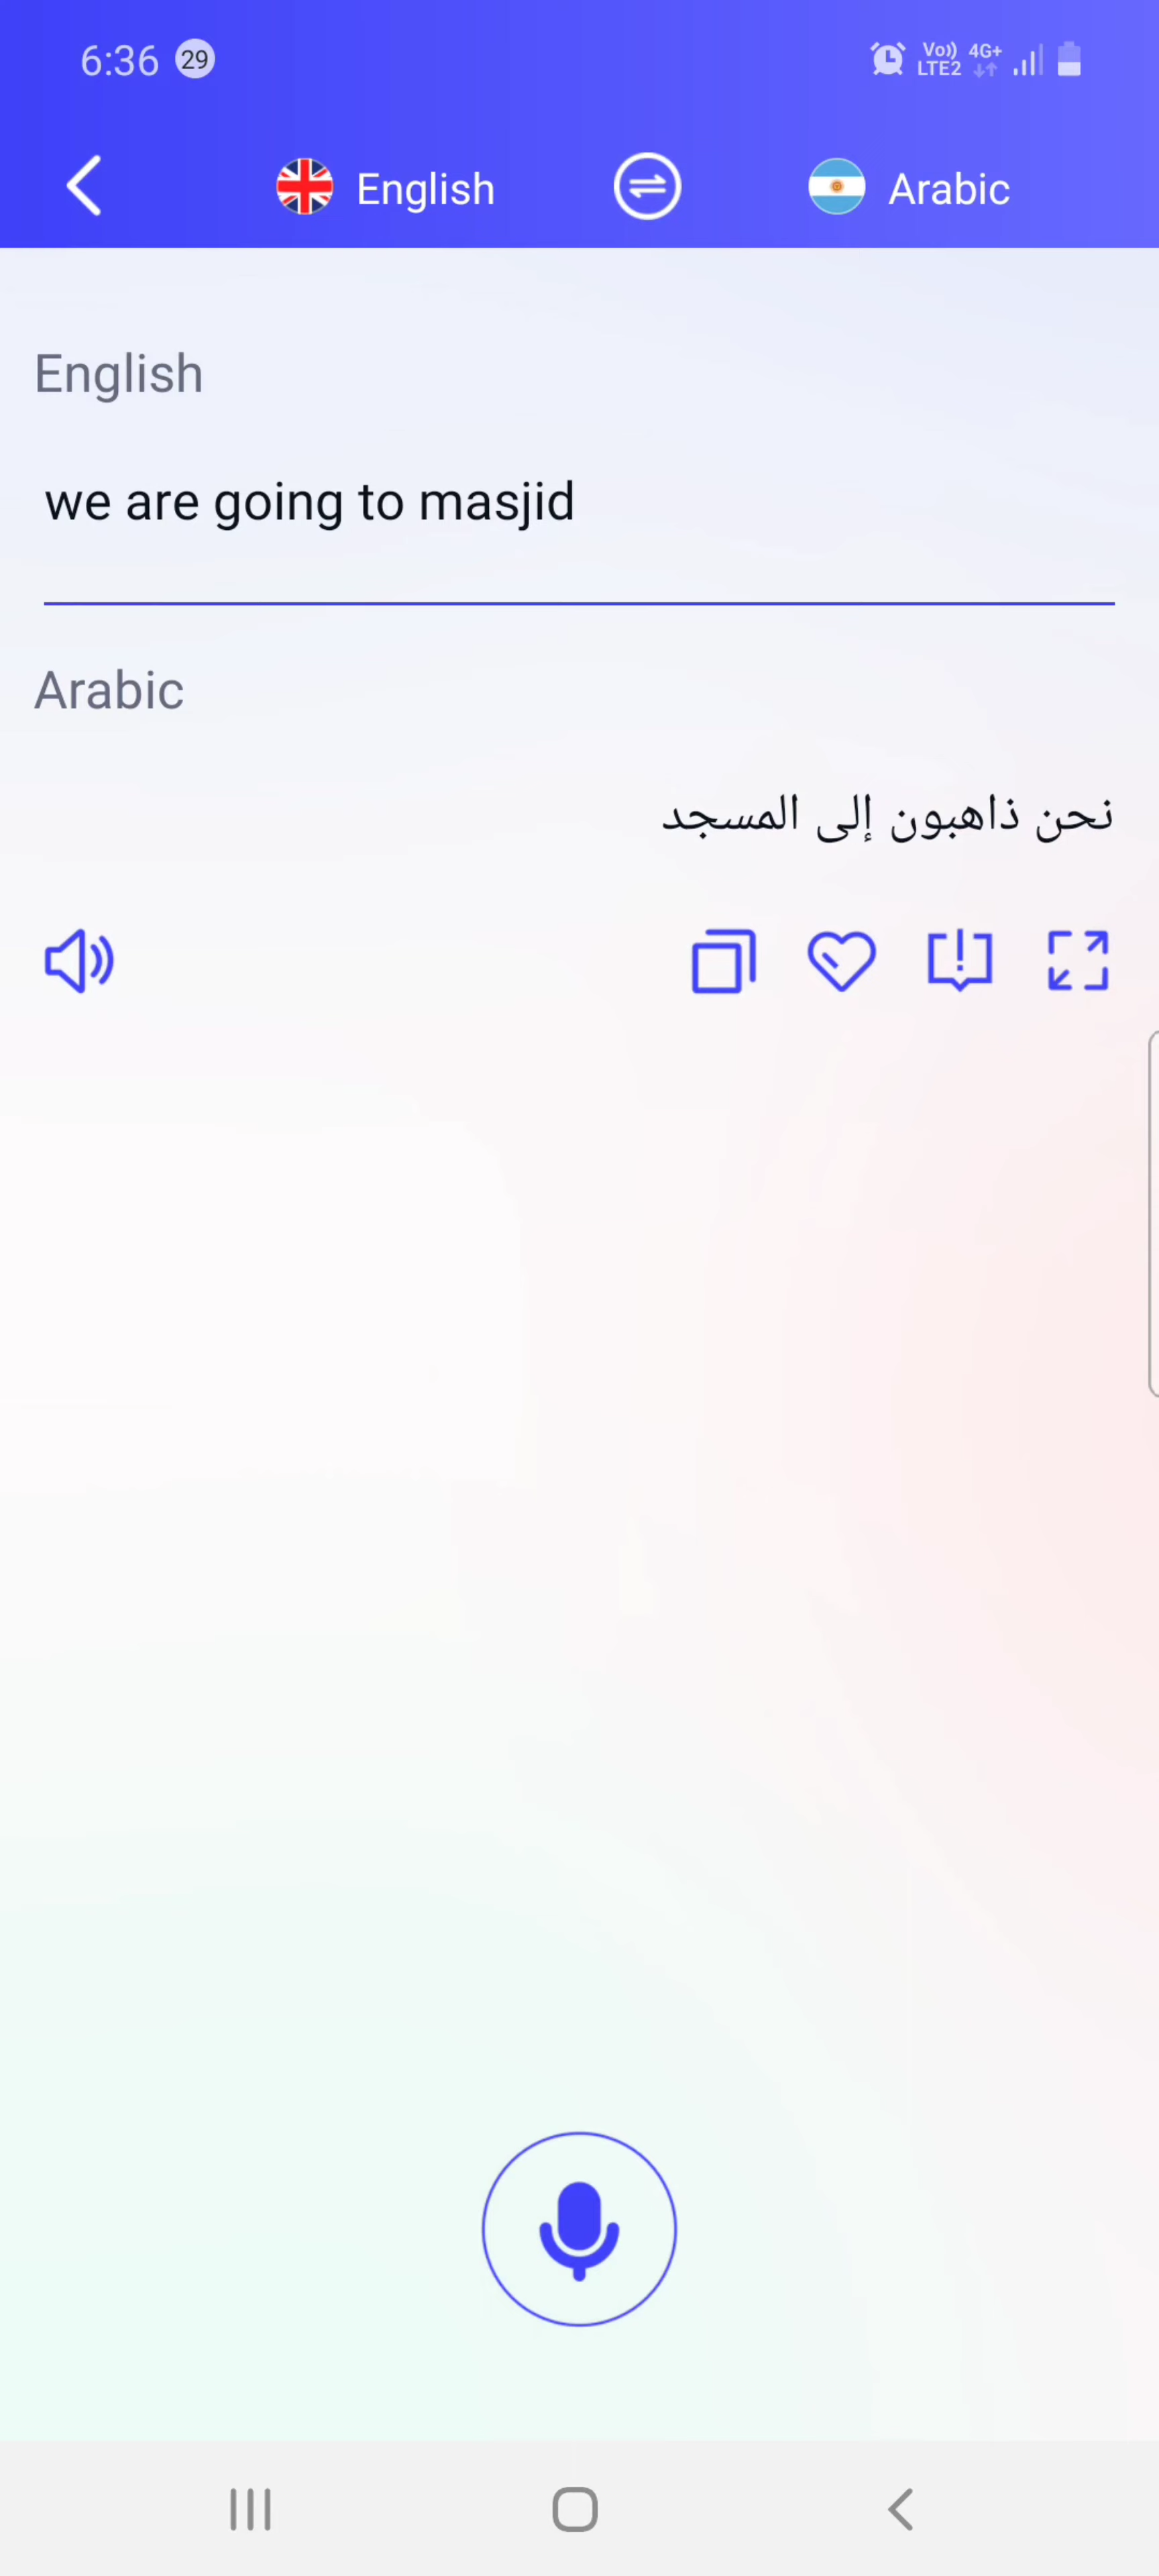 6:36 29 Vo)) LTE2 4G+
English Arabic
English
we are going to masjid
Arabic
نحن ذاهبون إلى المسجد